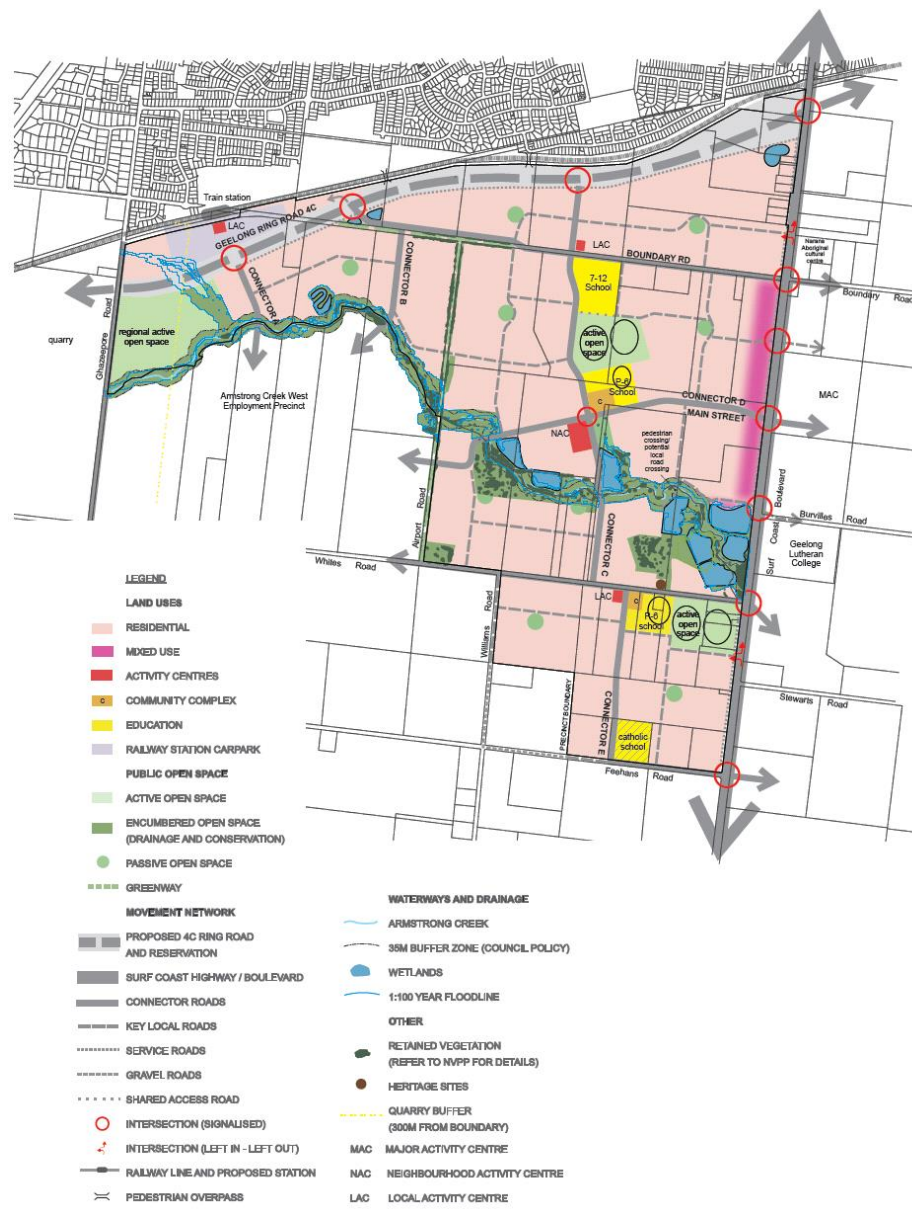 Train station
LAC
GEELONG RING ROAD 4C
LAC
BOUNDARY RD
Narana
Aboriginal
cultural
centre
Boundary Road
CONNECTOR A
CONNECTOR B
7-12
School
Ghazeepore Road
regional active
open space
quarry
active
open
space
P-6
School
C
CONNECTOR D
MAIN STREET
MAC
Armstrong Creek West
Employment Precinct
NAC
pedestrian
crossing/
potential
local
road
crossing
Surf Coast Boulevard
Burvilles Road
Airport Road
CONNECTOR C
Geelong
Lutheran
College
Whites Road
LAC
C
P-6
school
active
open
space
Williams Road
Stewarts Road
PRECINCT BOUNDARY
CONNECTOR E
catholic
school
Feehans Road
LEGEND
LAND USES
RESIDENTIAL
MIXED USE
ACTIVITY CENTRES
C COMMUNITY COMPLEX
EDUCATION
RAILWAY STATION CARPARK
PUBLIC OPEN SPACE
ACTIVE OPEN SPACE
ENCUMBERED OPEN SPACE
(DRAINAGE AND CONSERVATION)
PASSIVE OPEN SPACE
GREENWAY
MOVEMENT NETWORK
PROPOSED 4C RING ROAD
AND RESERVATION
SURF COAST HIGHWAY / BOULEVARD
CONNECTOR ROADS
KEY LOCAL ROADS
SERVICE ROADS
GRAVEL ROADS
SHARED ACCESS ROAD
INTERSECTION (SIGNALISED)
INTERSECTION (LEFT IN - LEFT OUT)
RAILWAY LINE AND PROPOSED STATION
PEDESTRIAN OVERPASS
WATERWAYS AND DRAINAGE
ARMSTRONG CREEK
35M BUFFER ZONE (COUNCIL POLICY)
WETLANDS
1:100 YEAR FLOODLINE
OTHER
RETAINED VEGETATION
(REFER TO NVPP FOR DETAILS)
HERITAGE SITES
QUARRY BUFFER
(300M FROM BOUNDARY)
MAC MAJOR ACTIVITY CENTRE
NAC NEIGHBOURHOOD ACTIVITY CENTRE
LAC LOCAL ACTIVITY CENTRE